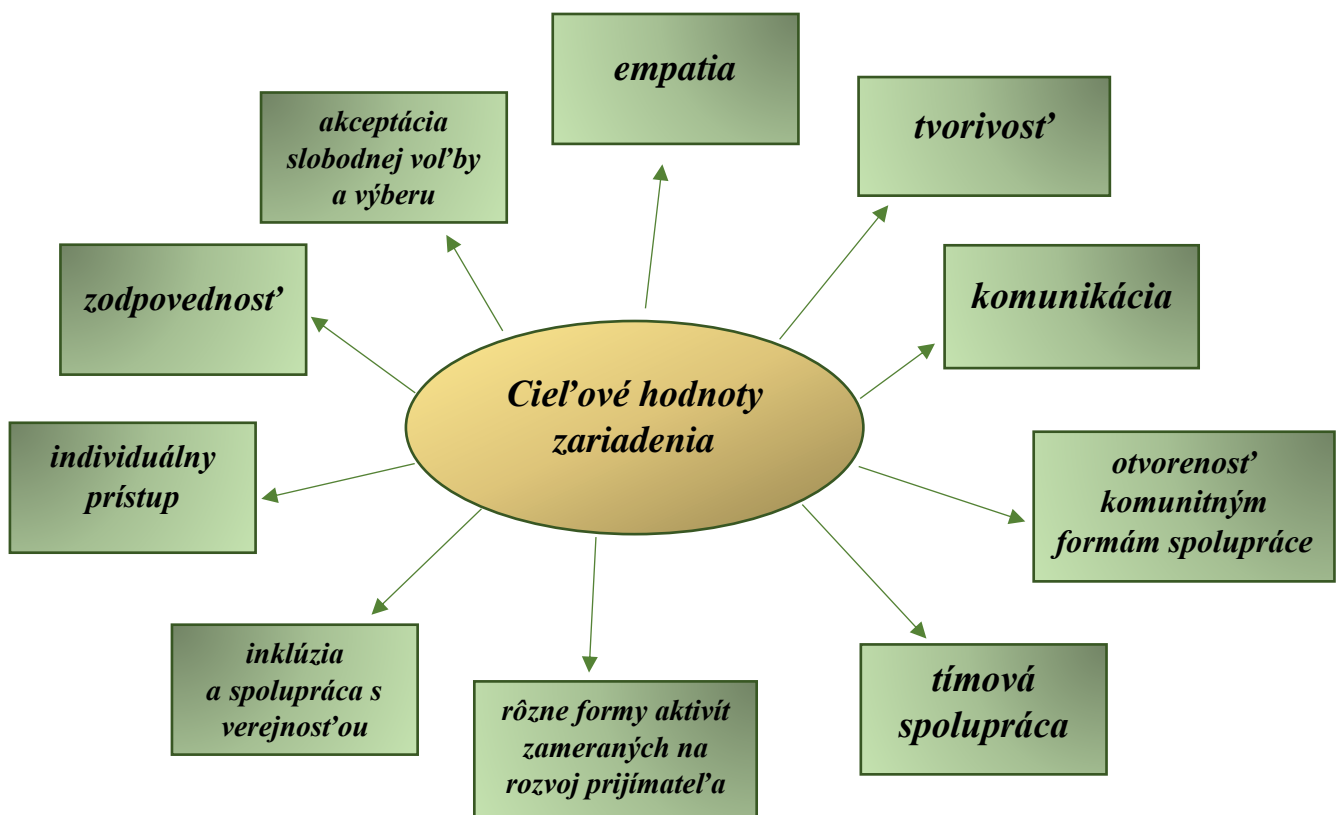 empatia
tvorivosť
akceptácia
slobodnej voľby
a výberu
zodpovednosť
komunikácia
Cieľové hodnoty
zariadenia
individuálny
prístup
otvorenosť
komunitným
formám spolupráce
inklúzia
a spolupráca s
verejnosťou
rôzne formy aktivít
zameraných na
rozvoj prijímateľa
tímová
spolupráca